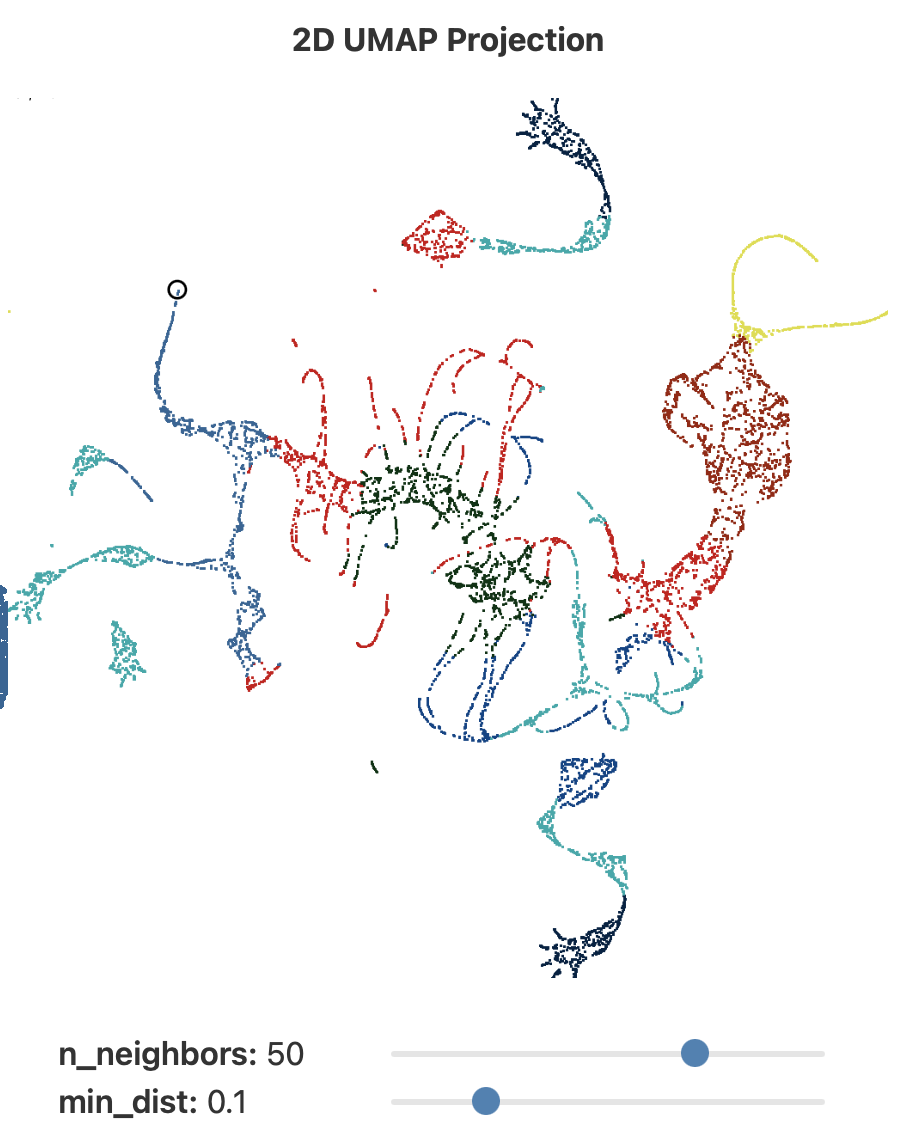 2D UMAP Projection
n_neighbors: 50
min_dist: 0.1